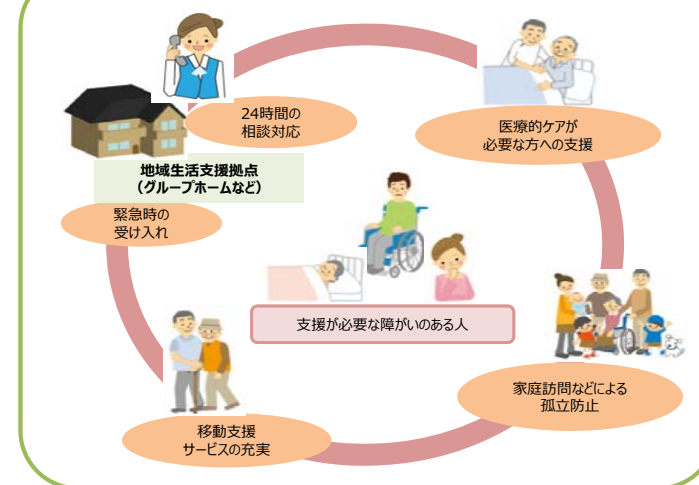 24時間の
相談対応
医療的ケアが
必要な方への支援
地域生活支援拠点
（グループホームなど）
緊急時の
受け入れ
支援が必要な障がいのある人
家庭訪問などによる
孤立防止
移動支援
サービスの充実